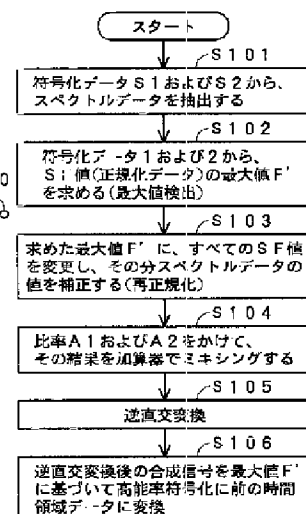 スタート
S101
符号化データS1およびS2から、
スペクトルデータを抽出する
S102
符号化データ1および2から、
SF値(正規化データ)の最大値F'
を求める(最大値検出)
S103
求めた最大値F'に、すべてのSF値
を変更し、その分スペクトルデータの
値を補正する(再正規化)
S104
比率A1およびA2をかけて、
その結果を加算器でミキシングする
S105
逆直交変換
S106
逆直交変換後の合成信号を最大値F'
に基づいて高能率符号化に前の時間
領域データに変換